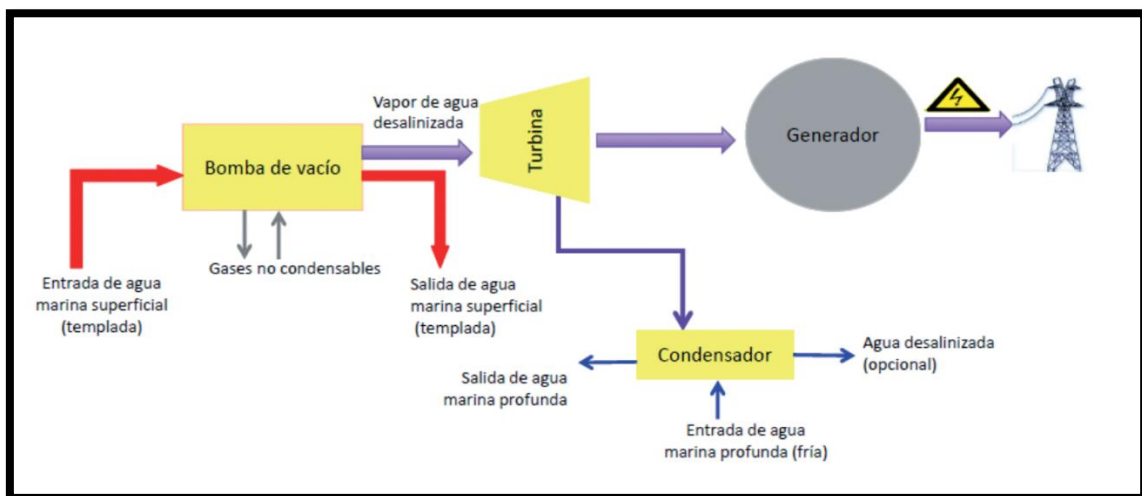 Vapor de agua
desalinizada
Turbina
Generador
Bomba de vacío
Gases no condensables
Entrada de agua
marina superficial
(templada)
Salida de agua
marina superficial
(templada)
Condensador
Agua desalinizada
(opcional)
Salida de agua
marina profunda
Entrada de agua
marina profunda (fría)